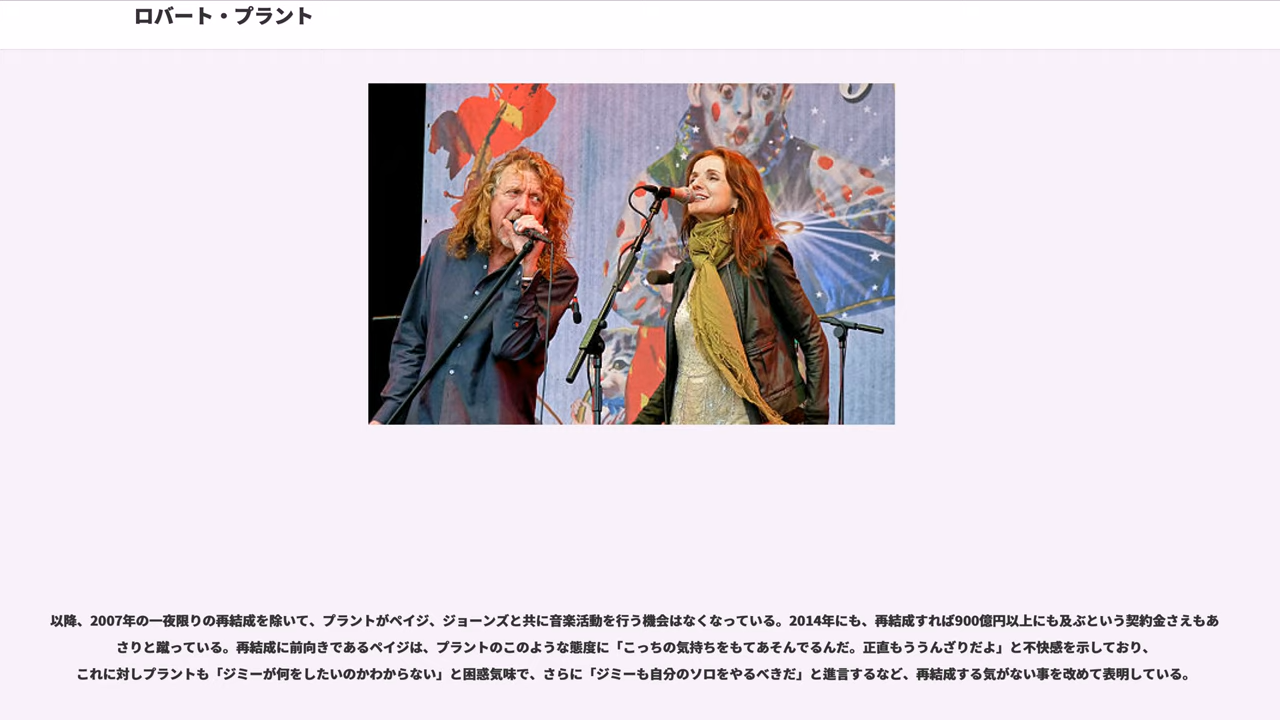 ロバート・プラント
以降、2007年の一夜限りの再結成を除いて、プラントがペイジ、ジョーンズと共に音楽活動を行う機会はなくなっている。2014年にも、再結成すれば900億円以上にも及ぶという契約金さえもあ
さりと蹴っている。再結成に前向きであるペイジは、プラントのこのような態度に「こっちの気持ちをもてあそんでるんだ。正直もううんざりだよ」と不快感を示しており、
これに対しプラントも「ジミーが何をしたいのかわからない」と困惑気味で、さらに「ジミーも自分のソロをやるべきだ」と進言するなど、再結成する気がない事を改めて表明している。